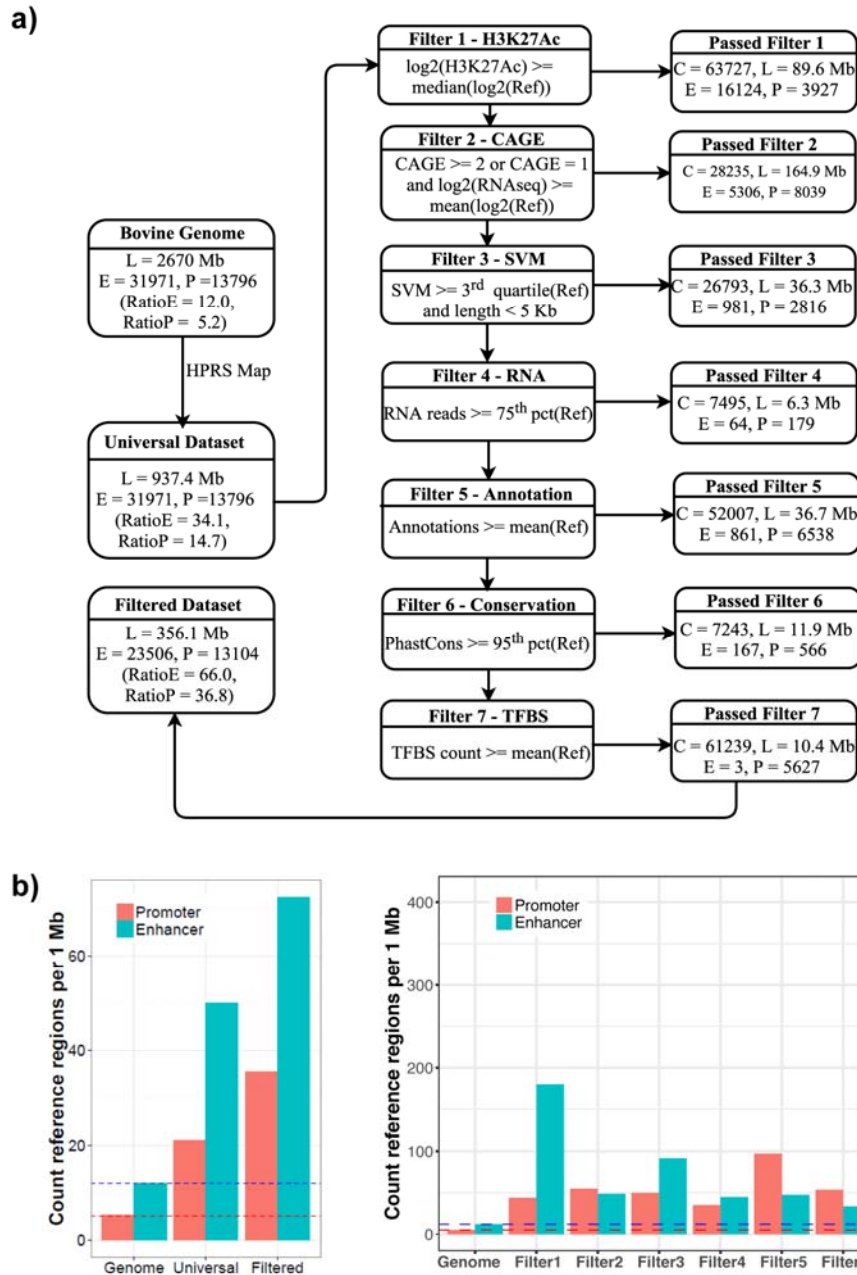 a)
Filter 1 - H3K27Ac
log2(H3K27Ac) >=
median(log2(Ref))
Passed Filter 1
C = 63727, L = 89.6 Mb
E = 16124, P = 3927
Filter 2 - CAGE
CAGE >= 2 or CAGE = 1
and log2(RNAseq) >=
mean(log2(Ref))
Passed Filter 2
C = 28235, L = 164.9 Mb
E = 5306, P = 8039
Bovine Genome
L = 2670 Mb
E = 31971, P =13796
(RatioE = 12.0,
RatioP = 5.2)
HPRS Map
Filter 3 - SVM
SVM >= 3rd quartile(Ref)
and length < 5 Kb
Passed Filter 3
C = 26793, L = 36.3 Mb
E = 981, P = 2816
Filter 4 - RNA
RNA reads >= 75th pct(Ref)
Passed Filter 4
C = 7495, L = 6.3 Mb
E = 64, P = 179
Universal Dataset
L = 937.4 Mb
E = 31971, P =13796
(RatioE = 34.1,
RatioP = 14.7)
Filter 5 - Annotation
Annotations >= mean(Ref)
Passed Filter 5
C = 52007, L = 36.7 Mb
E = 861, P = 6538
Filtered Dataset
L = 356.1 Mb
E = 23506, P = 13104
(RatioE = 66.0,
RatioP = 36.8)
Filter 6 - Conservation
PhastCons >= 95th pct(Ref)
Passed Filter 6
C = 7243, L = 11.9 Mb
E = 167, P = 566
Filter 7 - TFBS
TFBS count >= mean(Ref)
Passed Filter 7
C = 61239, L = 10.4 Mb
E = 3, P = 5627
b)
Count reference regions per 1 Mb
60
40
20
0
Promoter
Enhancer
Genome Universal Filtered
Count reference regions per 1 Mb
400
300
200
100
0
Promoter
Enhancer
Genome Filter1 Filter2 Filter3 Filter4 Filter5 Filte